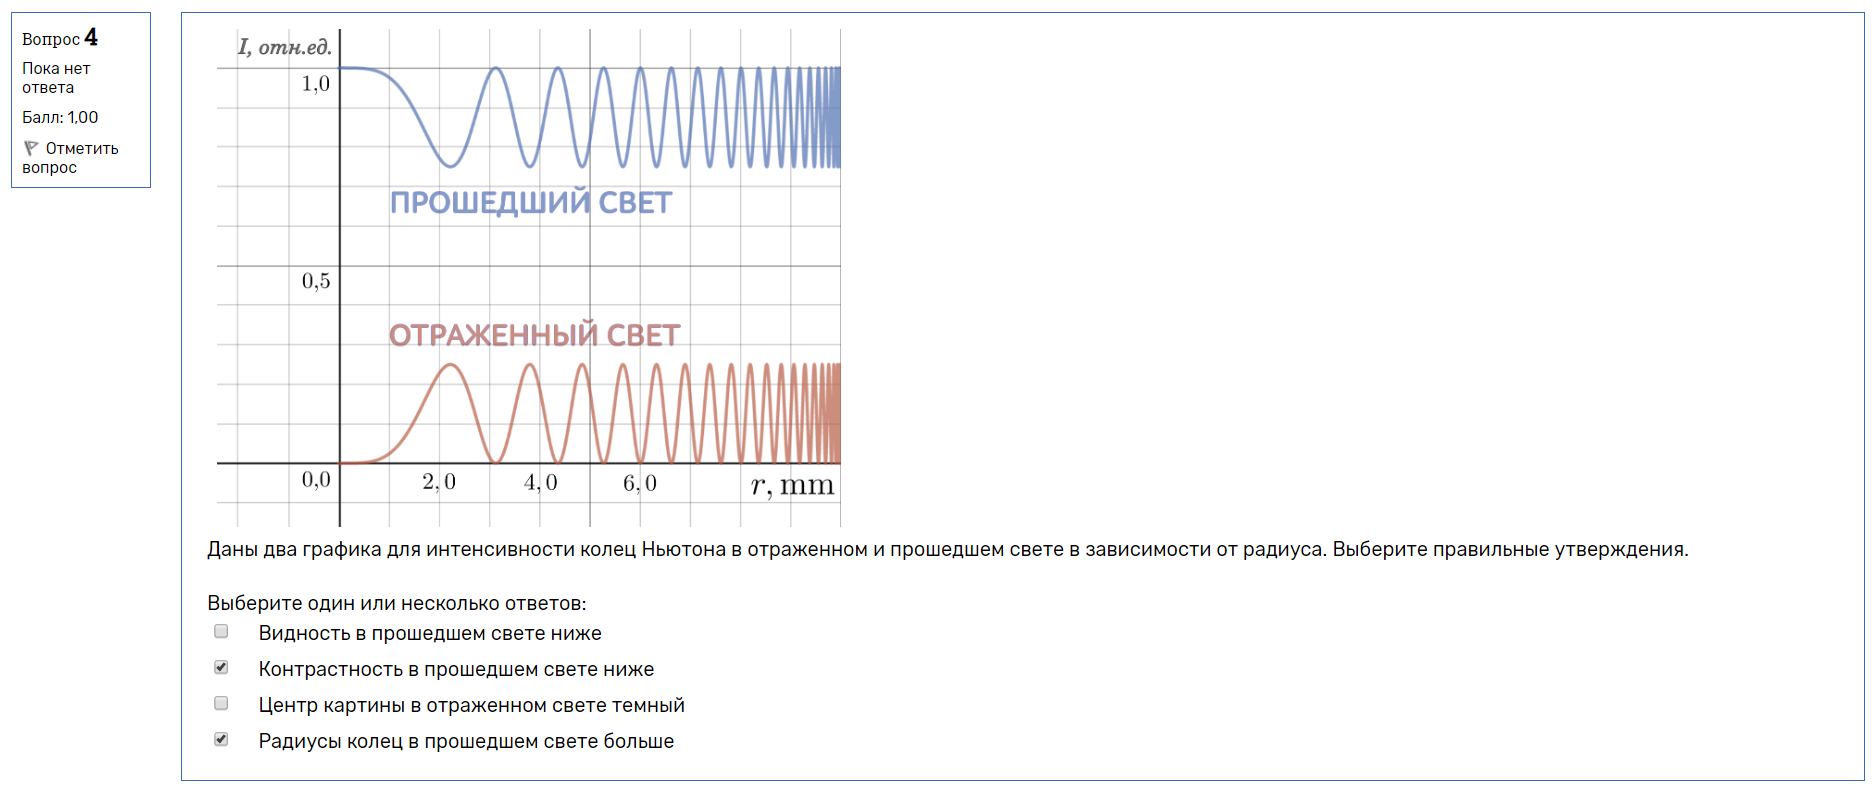 Вопрос 4
Пока нет
ответа
Балл: 1,00
Отметить
вопрос
I, отн.ед.
1,0
ПРОШЕДШИЙ СВЕТ
0,5
ОТРАЖЕННЫЙ СВЕТ
0,0 2,0 4,0 6,0 r, mm
Даны два графика для интенсивности колец Ньютона в отраженном и прошедшем свете в зависимости от радиуса. Выберите правильные утверждения.
Выберите один или несколько ответов:
Видность в прошедшем свете ниже
Контрастность в прошедшем свете ниже
Центр картины в отраженном свете темный
Радиусы колец в прошедшем свете больше